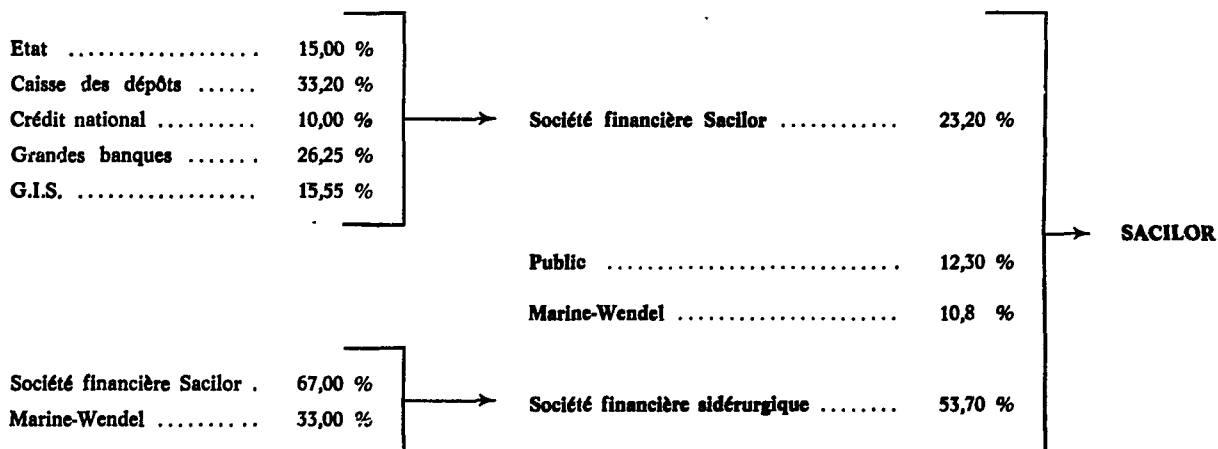 Etat ................... 15,00 %
Caisse des dépôts ...... 33,20 %
Crédit national .......... 10,00 %
Grandes banques ....... 26,25 %
G.I.S. .................. 15,55 %
Société financière Sacilor ............ 23,20 %
SACILOR
Public ............................ 12,30 %
Marine-Wendel ...................... 10,8 %
Société financière Sacilor . 67,00 %
Marine-Wendel .......... 33,00 %
Société financière sidérurgique ........ 53,70 %